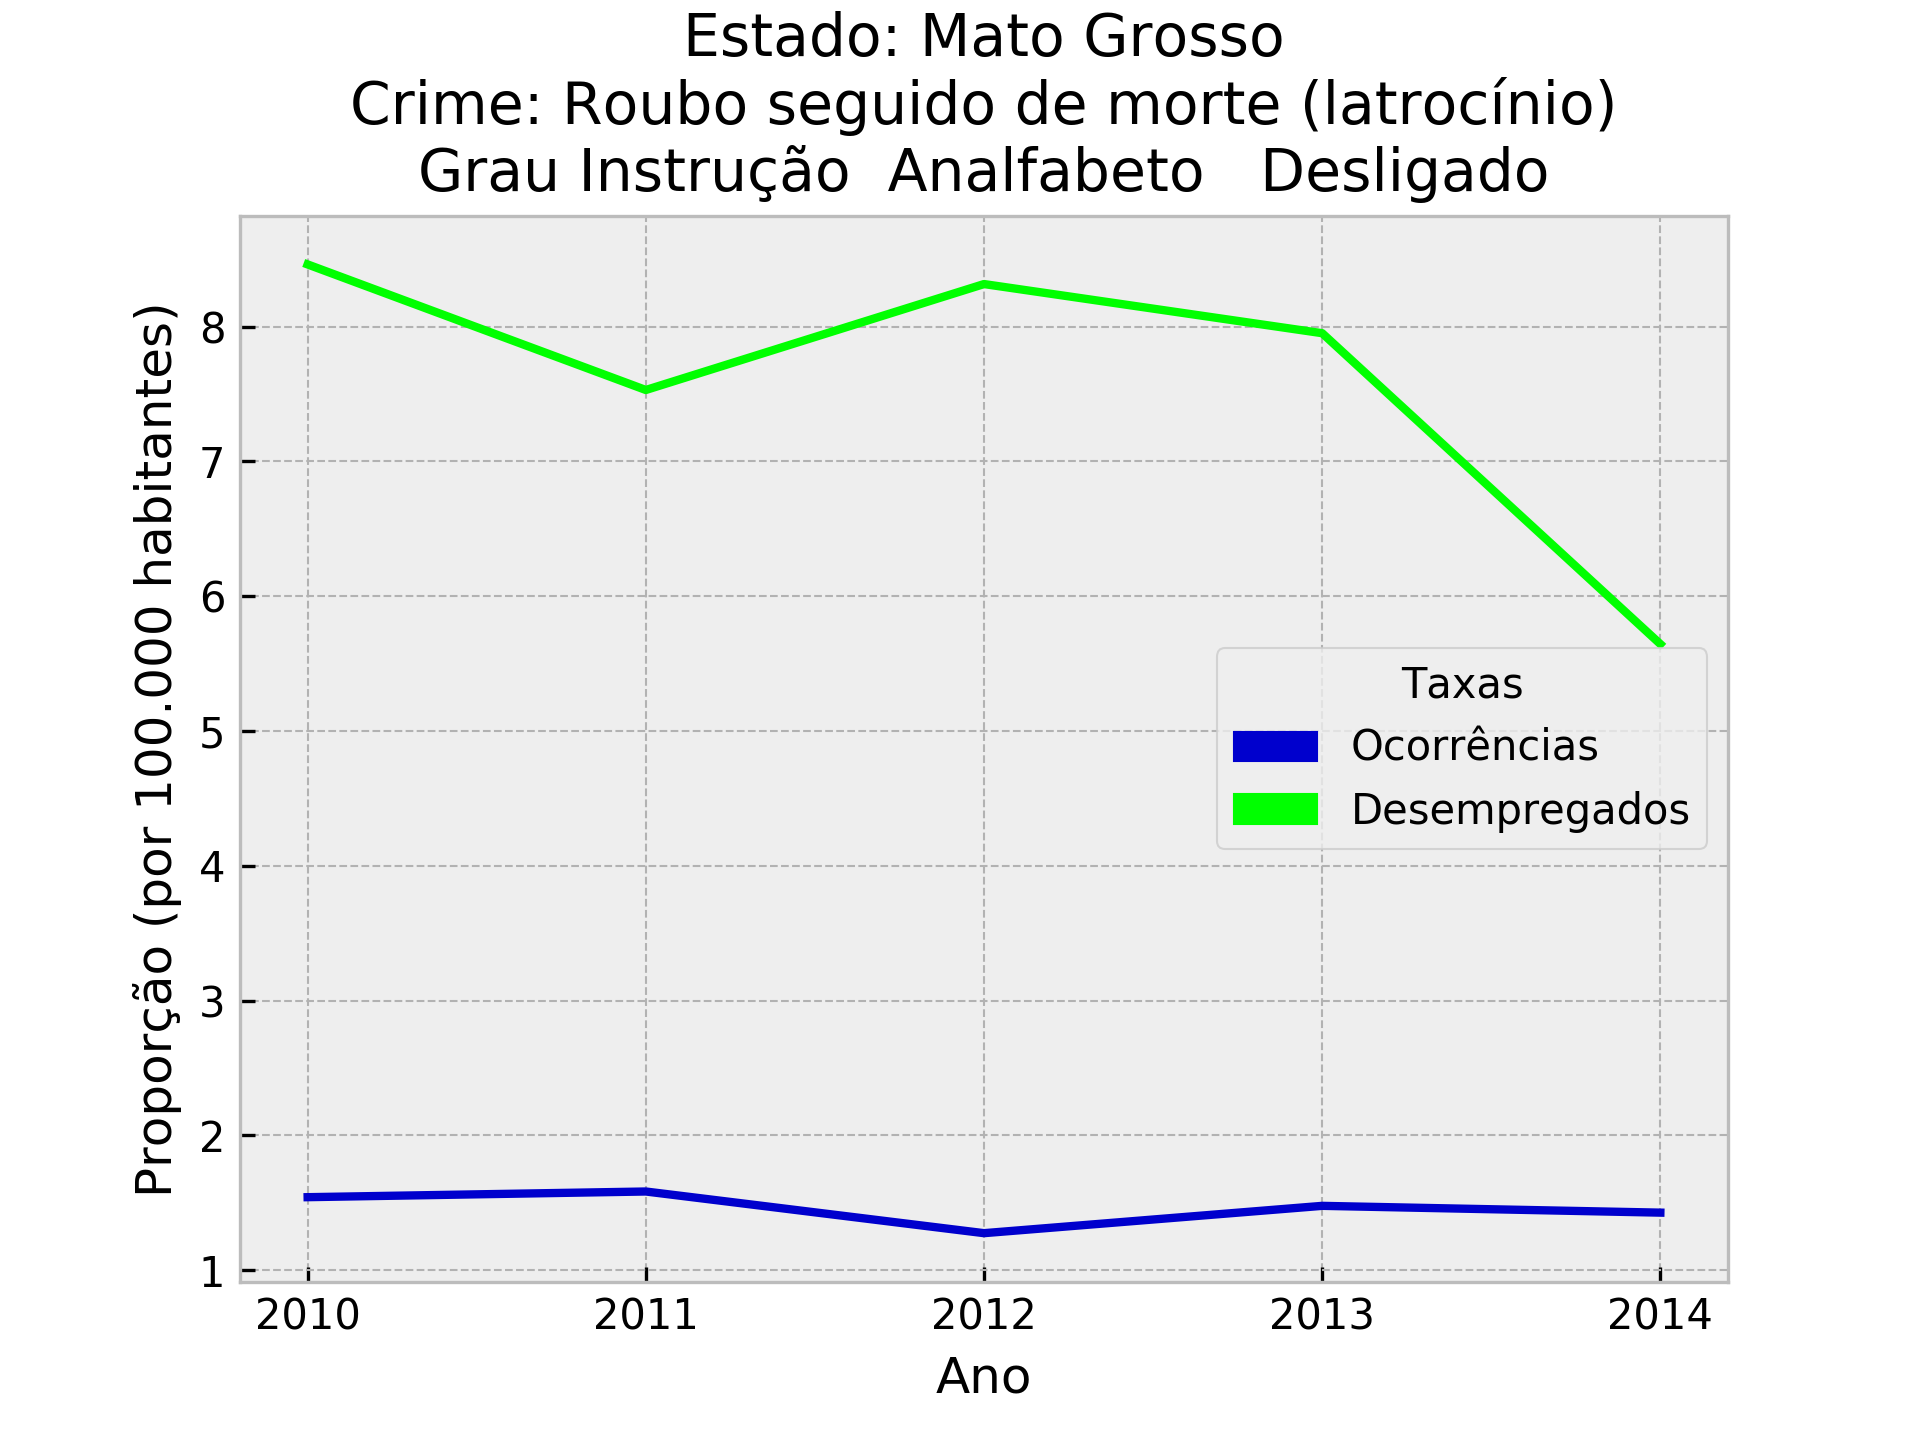 Estado: Mato Grosso
Crime: Roubo seguido de morte (latrocínio)
Grau Instrução  Analfabeto   Desligado
Proporção (por 100.000 habitantes)
8
7
6
5
4
3
2
1
Taxas
Ocorrências
Desempregados
2010 2011 2012 2013 2014
Ano